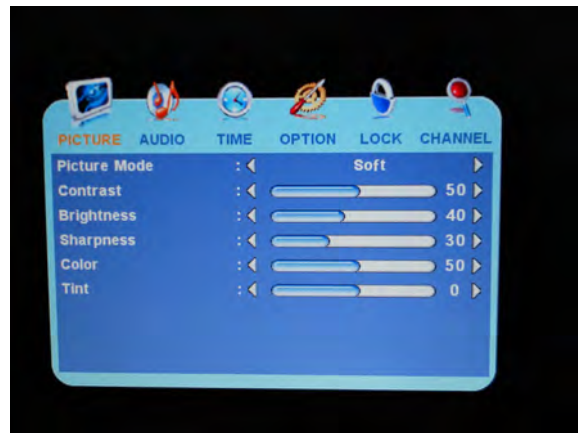 PICTURE AUDIO TIME OPTION LOCK CHANNEL
Picture Mode : Soft
Contrast : 50
Brightness : 40
Sharpness : 30
Color : 50
Tint : 0